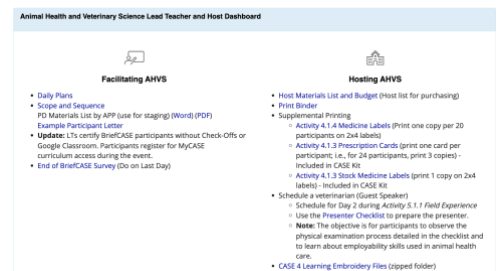 Animal Health and Veterinary Science Lead Teacher and Host Dashboard
Facilitating AHVS
• Daily Plans
• Scope and Sequence
PD Materials List by APP (use for staging) (Word) (PDF)
Example Participant Letter
• Update: LTs certify BriefCASE participants without Check-Offs or
Google Classroom. Participants register for MyCASE
curriculum access during the event.
• End of BriefCASE Survey (Do on Last Day)
Hosting AHVS
• Host Materials List and Budget (Host list for purchasing)
• Print Binder
• Supplemental Printing
○ Activity 4.1.4 Medicine Labels (Print one copy per 20
participants on 2x4 labels)
○ Activity 4.1.3 Prescription Cards (print one card per
participant; i.e., for 24 participants, print 3 copies) -
Included in CASE Kit
○ Activity 4.1.3 Stock Medicine Labels (print 1 copy on 2x4
labels) - Included in CASE Kit
• Schedule a veterinarian (Guest Speaker)
○ Schedule for Day 2 during Activity 5.1.1 Field Experience
○ Use the Presenter Checklist to prepare the presenter.
○ Note: The objective is for participants to observe the
physical examination process detailed in the checklist and
to learn about employability skills used in animal health
care.
• CASE 4 Learning Embroidery Files (zipped folder)